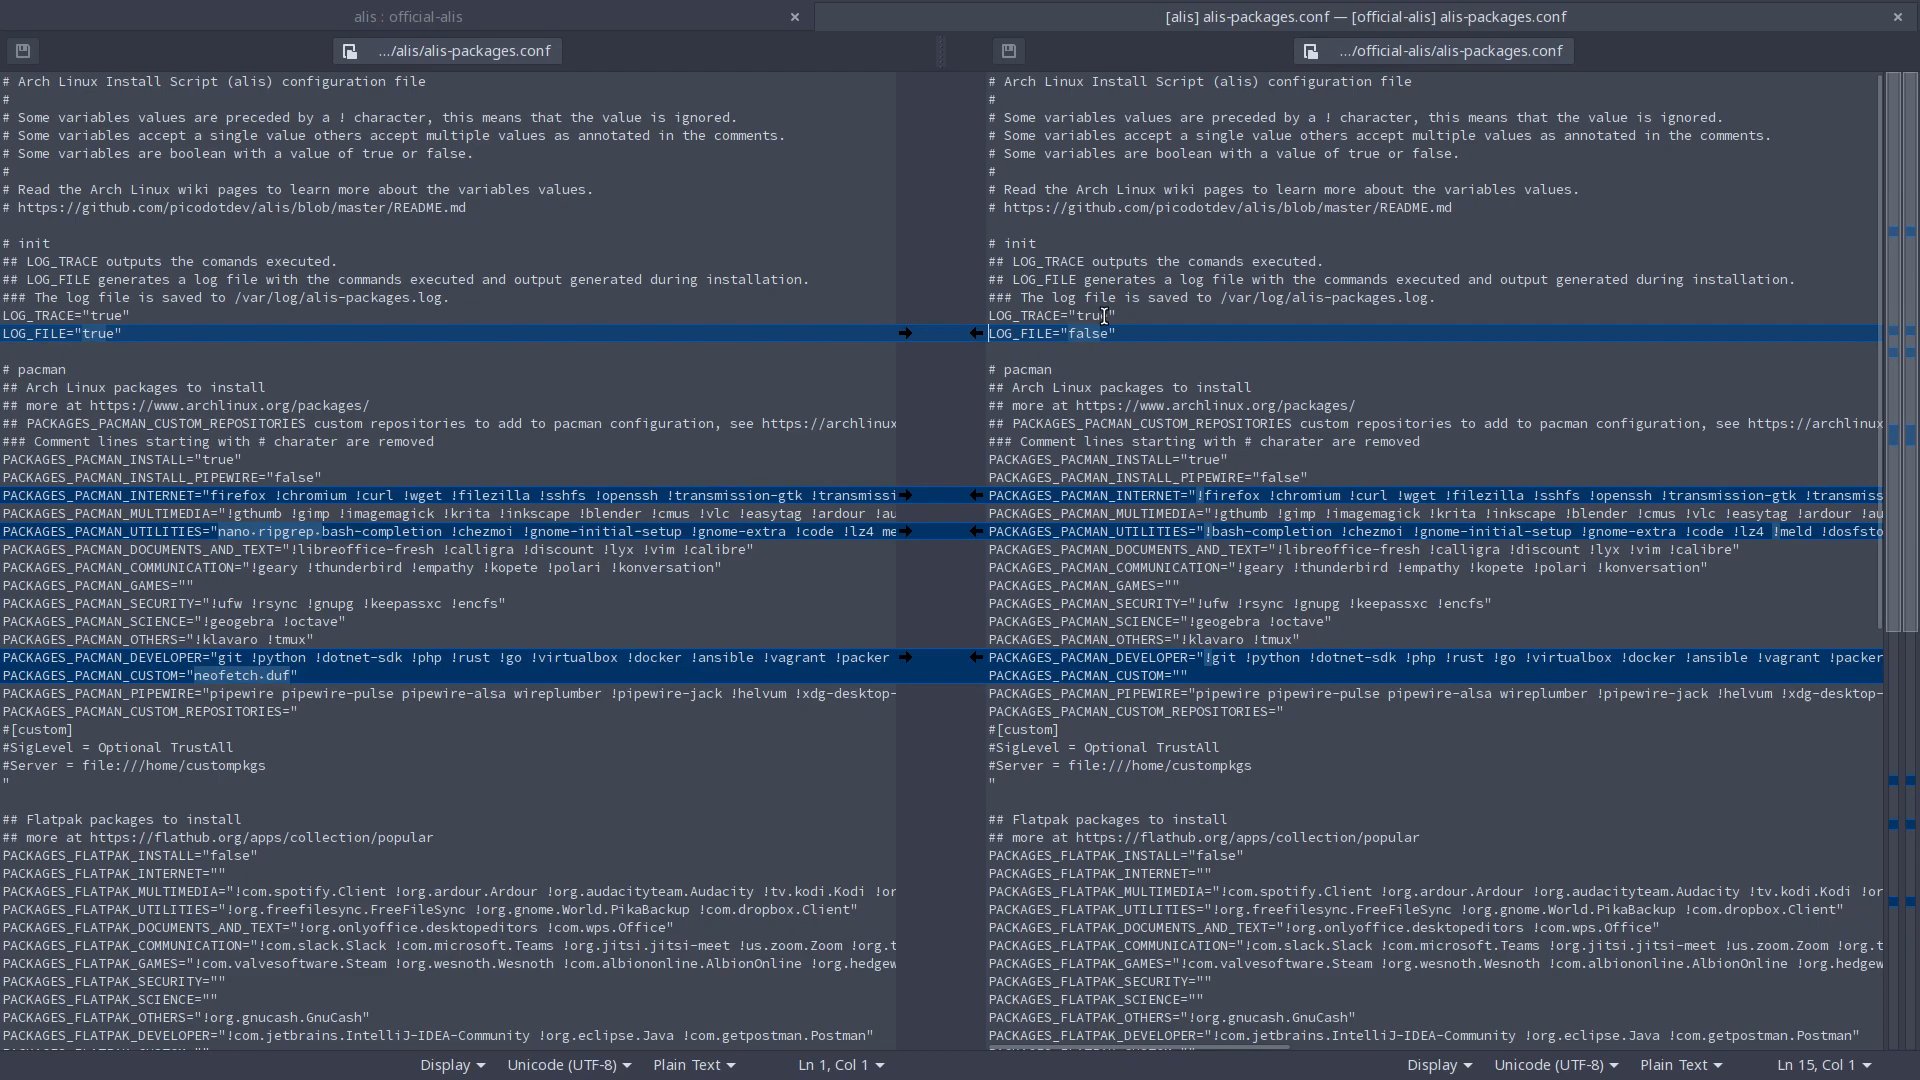 alis : official-alis
[alis] alis-packages.conf — [official-alis] alis-packages.conf
.../alis/alis-packages.conf
# Arch Linux Install Script (alis) configuration file
#
# Some variables values are preceded by a ! character, this means that the value is ignored.
# Some variables accept a single value others accept multiple values as annotated in the comments.
# Some variables are boolean with a value of true or false.
#
# Read the Arch Linux wiki pages to learn more about the variables values.
# https://github.com/picodotdev/alis/blob/master/README.md
# init
## LOG_TRACE outputs the comands executed.
## LOG_FILE generates a log file with the commands executed and output generated during installation.
### The log file is saved to /var/log/alis-packages.log.
LOG_TRACE="true"
LOG_FILE="true"
# pacman
## Arch Linux packages to install
## more at https://www.archlinux.org/packages/
## PACKAGES_PACMAN_CUSTOM_REPOSITORIES custom repositories to add to pacman configuration, see https://archlinux
### Comment lines starting with # charater are removed
PACKAGES_PACMAN_INSTALL="true"
PACKAGES_PACMAN_INSTALL_PIPEWIRE="false"
PACKAGES_PACMAN_INTERNET="firefox !chromium !curl !wget !filezilla !sshfs !openssh !transmission-gtk !transmissi
PACKAGES_PACMAN_MULTIMEDIA="!gthumb !gimp !imagemagick !krita !inkscape !blender !cmus !vlc !easytag !ardour !au
PACKAGES_PACMAN_UTILITIES="nano·ripgrep·bash-completion !chezmoi !gnome-initial-setup !gnome-extra !code !lz4 me
PACKAGES_PACMAN_DOCUMENTS_AND_TEXT="!libreoffice-fresh !calligra !discount !lyx !vim !calibre"
PACKAGES_PACMAN_COMMUNICATION="!geary !thunderbird !empathy !kopete !polari !konversation"
PACKAGES_PACMAN_GAMES=""
PACKAGES_PACMAN_SECURITY="!ufw !rsync !gnupg !keepassxc !encfs"
PACKAGES_PACMAN_SCIENCE="!geogebra !octave"
PACKAGES_PACMAN_OTHERS="!klavaro !tmux"
PACKAGES_PACMAN_DEVELOPER="git !python !dotnet-sdk !php !rust !go !virtualbox !docker !ansible !vagrant !packer
PACKAGES_PACMAN_CUSTOM="neofetch·duf"
PACKAGES_PACMAN_PIPEWIRE="pipewire pipewire-pulse pipewire-alsa wireplumber !pipewire-jack !helvum !xdg-desktop-
PACKAGES_PACMAN_CUSTOM_REPOSITORIES="
#[custom]
#SigLevel = Optional TrustAll
#Server = file:///home/custompkgs
"
## Flatpak packages to install
## more at https://flathub.org/apps/collection/popular
PACKAGES_FLATPAK_INSTALL="false"
PACKAGES_FLATPAK_INTERNET=""
PACKAGES_FLATPAK_MULTIMEDIA="!com.spotify.Client !org.ardour.Ardour !org.audacityteam.Audacity !tv.kodi.Kodi !or
PACKAGES_FLATPAK_UTILITIES="!org.freefilesync.FreeFileSync !org.gnome.World.PikaBackup !com.dropbox.Client"
PACKAGES_FLATPAK_DOCUMENTS_AND_TEXT="!org.onlyoffice.desktopeditors !com.wps.Office"
PACKAGES_FLATPAK_COMMUNICATION="!com.slack.Slack !com.microsoft.Teams !org.jitsi.jitsi-meet !us.zoom.Zoom !org.t
PACKAGES_FLATPAK_GAMES="!com.valvesoftware.Steam !org.wesnoth.Wesnoth !com.albiononline.AlbionOnline !org.hedgew
PACKAGES_FLATPAK_SECURITY=""
PACKAGES_FLATPAK_SCIENCE=""
PACKAGES_FLATPAK_OTHERS="!org.gnucash.GnuCash"
PACKAGES_FLATPAK_DEVELOPER="!com.jetbrains.IntelliJ-IDEA-Community !org.eclipse.Java !com.getpostman.Postman"
Display Unicode (UTF-8) Plain Text Ln 1, Col 1
.../official-alis/alis-packages.conf
# Arch Linux Install Script (alis) configuration file
#
# Some variables values are preceded by a ! character, this means that the value is ignored.
# Some variables accept a single value others accept multiple values as annotated in the comments.
# Some variables are boolean with a value of true or false.
#
# Read the Arch Linux wiki pages to learn more about the variables values.
# https://github.com/picodotdev/alis/blob/master/README.md
# init
## LOG_TRACE outputs the comands executed.
## LOG_FILE generates a log file with the commands executed and output generated during installation.
### The log file is saved to /var/log/alis-packages.log.
LOG_TRACE="true"
LOG_FILE="false"
# pacman
## Arch Linux packages to install
## more at https://www.archlinux.org/packages/
## PACKAGES_PACMAN_CUSTOM_REPOSITORIES custom repositories to add to pacman configuration, see https://archlinux
### Comment lines starting with # charater are removed
PACKAGES_PACMAN_INSTALL="true"
PACKAGES_PACMAN_INSTALL_PIPEWIRE="false"
PACKAGES_PACMAN_INTERNET="!firefox !chromium !curl !wget !filezilla !sshfs !openssh !transmission-gtk !transmiss
PACKAGES_PACMAN_MULTIMEDIA="!gthumb !gimp !imagemagick !krita !inkscape !blender !cmus !vlc !easytag !ardour !au
PACKAGES_PACMAN_UTILITIES="!bash-completion !chezmoi !gnome-initial-setup !gnome-extra !code !lz4 !meld !dosfsto
PACKAGES_PACMAN_DOCUMENTS_AND_TEXT="!libreoffice-fresh !calligra !discount !lyx !vim !calibre"
PACKAGES_PACMAN_COMMUNICATION="!geary !thunderbird !empathy !kopete !polari !konversation"
PACKAGES_PACMAN_GAMES=""
PACKAGES_PACMAN_SECURITY="!ufw !rsync !gnupg !keepassxc !encfs"
PACKAGES_PACMAN_SCIENCE="!geogebra !octave"
PACKAGES_PACMAN_OTHERS="!klavaro !tmux"
PACKAGES_PACMAN_DEVELOPER="!git !python !dotnet-sdk !php !rust !go !virtualbox !docker !ansible !vagrant !packer
PACKAGES_PACMAN_CUSTOM=""
PACKAGES_PACMAN_PIPEWIRE="pipewire pipewire-pulse pipewire-alsa wireplumber !pipewire-jack !helvum !xdg-desktop-
PACKAGES_PACMAN_CUSTOM_REPOSITORIES="
#[custom]
#SigLevel = Optional TrustAll
#Server = file:///home/custompkgs
"
## Flatpak packages to install
## more at https://flathub.org/apps/collection/popular
PACKAGES_FLATPAK_INSTALL="false"
PACKAGES_FLATPAK_INTERNET=""
PACKAGES_FLATPAK_MULTIMEDIA="!com.spotify.Client !org.ardour.Ardour !org.audacityteam.Audacity !tv.kodi.Kodi !or
PACKAGES_FLATPAK_UTILITIES="!org.freefilesync.FreeFileSync !org.gnome.World.PikaBackup !com.dropbox.Client"
PACKAGES_FLATPAK_DOCUMENTS_AND_TEXT="!org.onlyoffice.desktopeditors !com.wps.Office"
PACKAGES_FLATPAK_COMMUNICATION="!com.slack.Slack !com.microsoft.Teams !org.jitsi.jitsi-meet !us.zoom.Zoom !org.t
PACKAGES_FLATPAK_GAMES="!com.valvesoftware.Steam !org.wesnoth.Wesnoth !com.albiononline.AlbionOnline !org.hedgew
PACKAGES_FLATPAK_SECURITY=""
PACKAGES_FLATPAK_SCIENCE=""
PACKAGES_FLATPAK_OTHERS="!org.gnucash.GnuCash"
PACKAGES_FLATPAK_DEVELOPER="!com.jetbrains.IntelliJ-IDEA-Community !org.eclipse.Java !com.getpostman.Postman"
Display Unicode (UTF-8) Plain Text Ln 15, Col 1